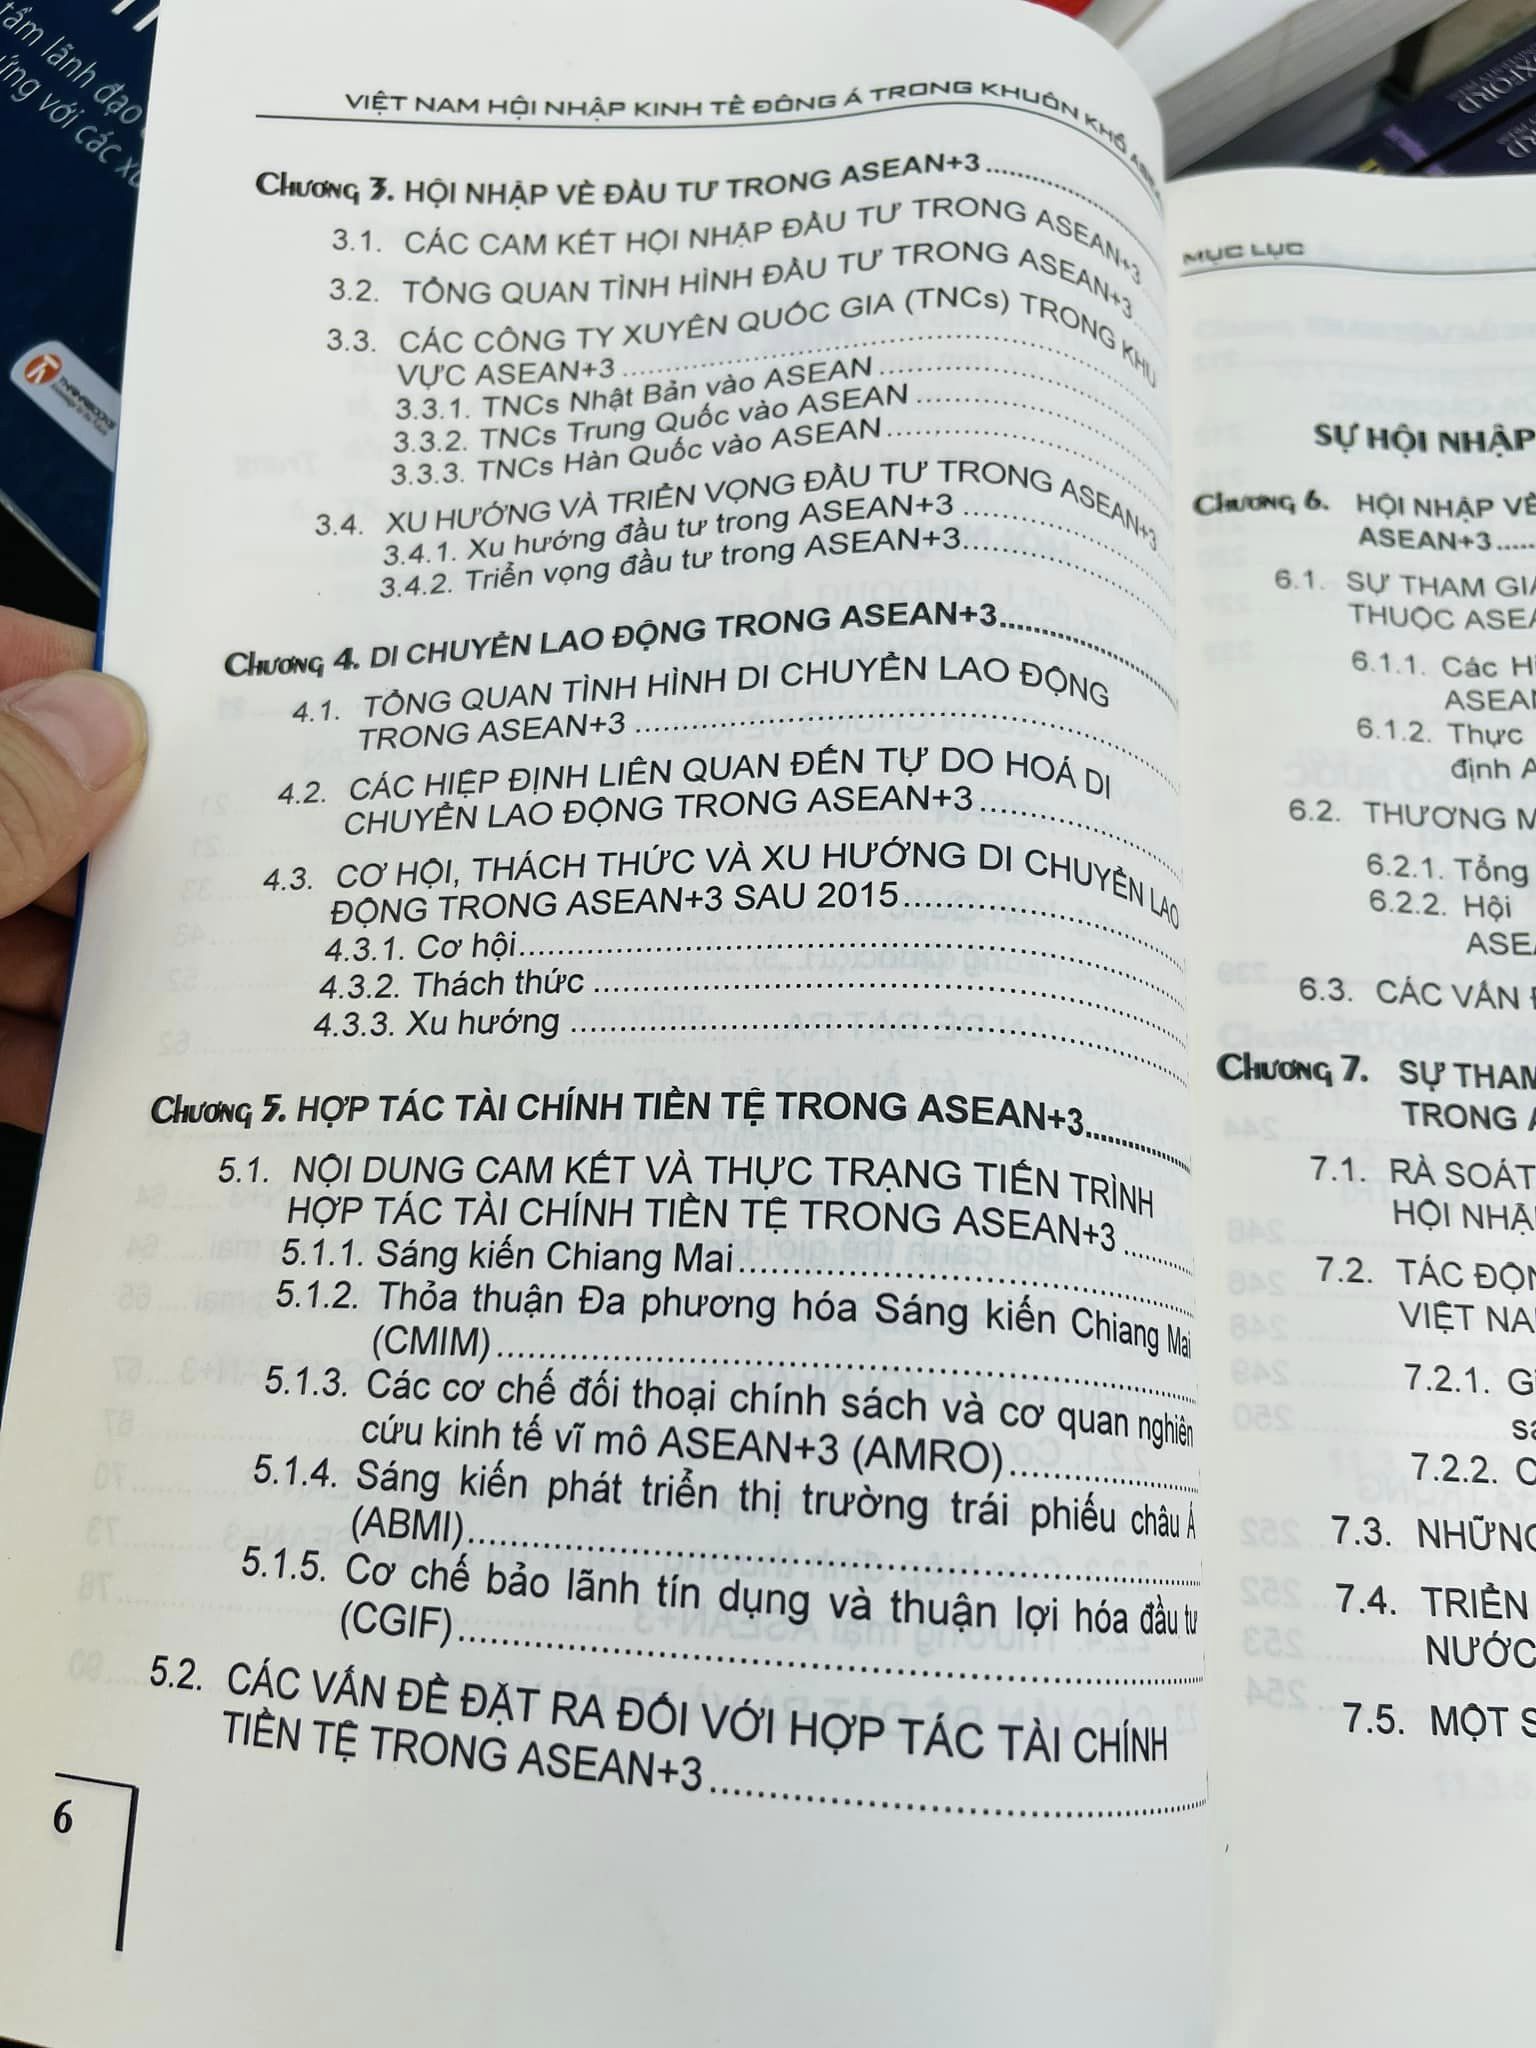 tầm lãnh đạo
ứng với các
THAIHABOOKS
OXFORD
VIỆT NAM HỘI NHẬP KINH TẾ ĐÔNG Á TRONG KHUÔN KHỔ
Chương 3. HỘI NHẬP VỀ ĐẦU TƯ TRONG ASEAN+3
3.1. CÁC CAM KẾT HỘI NHẬP ĐẦU TƯ TRONG ASEAN+3
3.2. TỔNG QUAN TÌNH HÌNH ĐẦU TƯ TRONG ASEAN+3
3.3. CÁC CÔNG TY XUYÊN QUỐC GIA (TNCs) TRONG KHU
VỰC ASEAN+3
3.3.1. TNCs Nhật Bản vào ASEAN
3.3.2. TNCs Trung Quốc vào ASEAN
3.3.3. TNCs Hàn Quốc vào ASEAN
3.4. XU HƯỚNG VÀ TRIỂN VỌNG ĐẦU TƯ TRONG ASEAN+3
3.4.1. Xu hướng đầu tư trong ASEAN+3
3.4.2. Triển vọng đầu tư trong ASEAN+3
Chương 4. DI CHUYỂN LAO ĐỘNG TRONG ASEAN+3
4.1. TỔNG QUAN TÌNH HÌNH DI CHUYỂN LAO ĐỘNG
TRONG ASEAN+3
4.2. CÁC HIỆP ĐỊNH LIÊN QUAN ĐẾN TỰ DO HOÁ DI
CHUYỂN LAO ĐỘNG TRONG ASEAN+3
4.3. CƠ HỘI, THÁCH THỨC VÀ XU HƯỚNG DI CHUYỂN LAO
ĐỘNG TRONG ASEAN+3 SAU 2015
4.3.1. Cơ hội
4.3.2. Thách thức
4.3.3. Xu hướng
Chương 5. HỢP TÁC TÀI CHÍNH TIỀN TỆ TRONG ASEAN+3
5.1. NỘI DUNG CAM KẾT VÀ THỰC TRẠNG TIẾN TRÌNH
HỢP TÁC TÀI CHÍNH TIỀN TỆ TRONG ASEAN+3
5.1.1. Sáng kiến Chiang Mai
5.1.2. Thỏa thuận Đa phương hóa Sáng kiến Chiang Mai
(CMIM)
5.1.3. Các cơ chế đối thoại chính sách và cơ quan nghiên
cứu kinh tế vĩ mô ASEAN+3 (AMRO)
5.1.4. Sáng kiến phát triển thị trường trái phiếu châu Á
(ABMI)
5.1.5. Cơ chế bảo lãnh tín dụng và thuận lợi hóa đầu tư
(CGIF)
5.2. CÁC VẤN ĐỀ ĐẶT RA ĐỐI VỚI HỢP TÁC TÀI CHÍNH
TIỀN TỆ TRONG ASEAN+3
6
MỤC LỤC
SỰ HỘI NHẬP
Chương 6. HỘI NHẬP VỀ
ASEAN+3
6.1. SỰ THAM GIA
THUỘC ASEA
6.1.1. Các Hi
ASEAN
6.1.2. Thực
định A
6.2. THƯƠNG M
6.2.1. Tổng
6.2.2. Hội
ASEA
6.3. CÁC VẤN Đ
Chương 7. SỰ THAM
TRONG A
7.1. RÀ SOÁT
HỘI NHẬ
7.2. TÁC ĐỘN
VIỆT NA
7.2.1. G
sá
7.2.2. C
7.3. NHỮNG
7.4. TRIỂN
NƯỚC
7.5. MỘT S